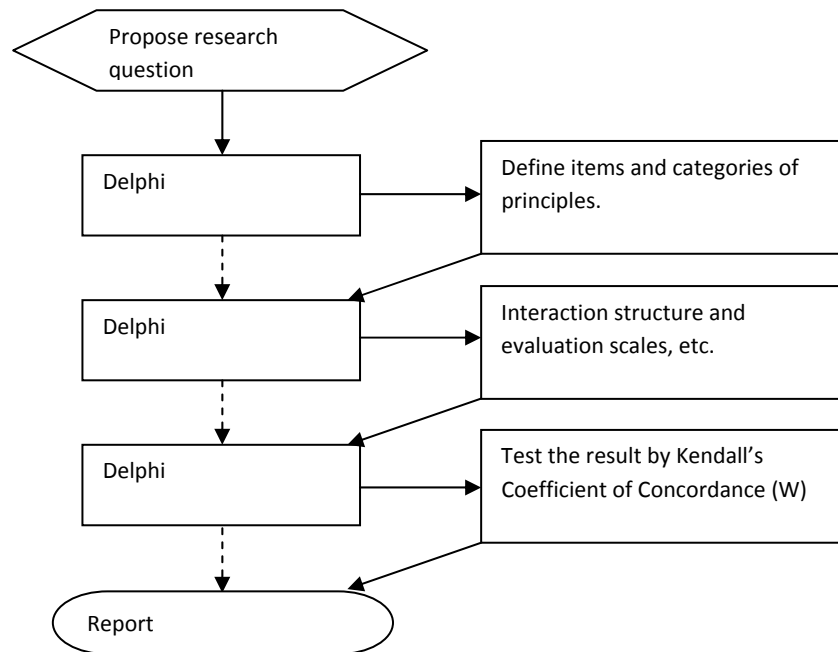 Propose research
question
Delphi
Define items and categories of
principles.
Delphi
Interaction structure and
evaluation scales, etc.
Delphi
Test the result by Kendall’s
Coefficient of Concordance (W)
Report